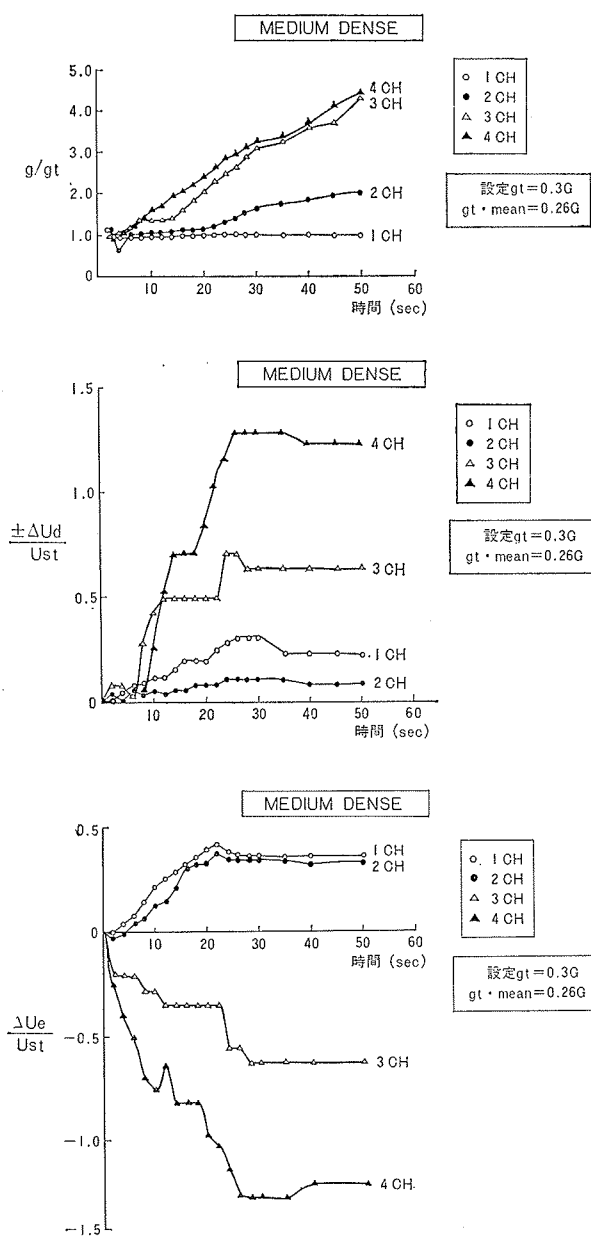 MEDIUM DENSE
5.0
4.0
3.0
2.0
1.0
0
g/gt
4 CH
3 CH
2 CH
1 CH
10 20 30 40 50 60
時間 (sec)
1 CH
2 CH
3 CH
4 CH
設定gt=0.3G
gt・mean=0.26G
MEDIUM DENSE
1.5
1.0
0.5
0
±ΔUd
Ust
4 CH
3 CH
1 CH
2 CH
10 20 30 40 50 60
時間 (sec)
1 CH
2 CH
3 CH
4 CH
設定gt=0.3G
gt・mean=0.26G
MEDIUM DENSE
0.5
0
-0.5
-1.0
-1.5
ΔUe
Ust
1 CH
2 CH
10 20 30 40 50 60
時間 (sec)
3 CH
4 CH
1 CH
2 CH
3 CH
4 CH
設定gt=0.3G
gt・mean=0.26G